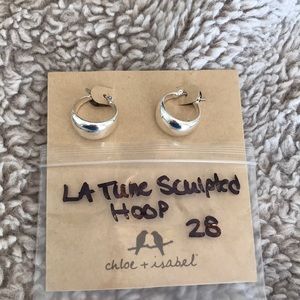 LA Tune Sculpted
HOOP
28
chloe + isabel